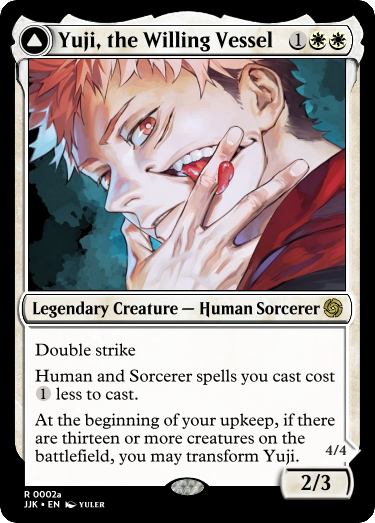 Yuji, the Willing Vessel 1
Legendary Creature — Human Sorcerer
Double strike
Human and Sorcerer spells you cast cost
1 less to cast.
At the beginning of your upkeep, if there
are thirteen or more creatures on the
battlefield, you may transform Yuji.
4/4
2/3
R 0002a
JJK • EN YULER